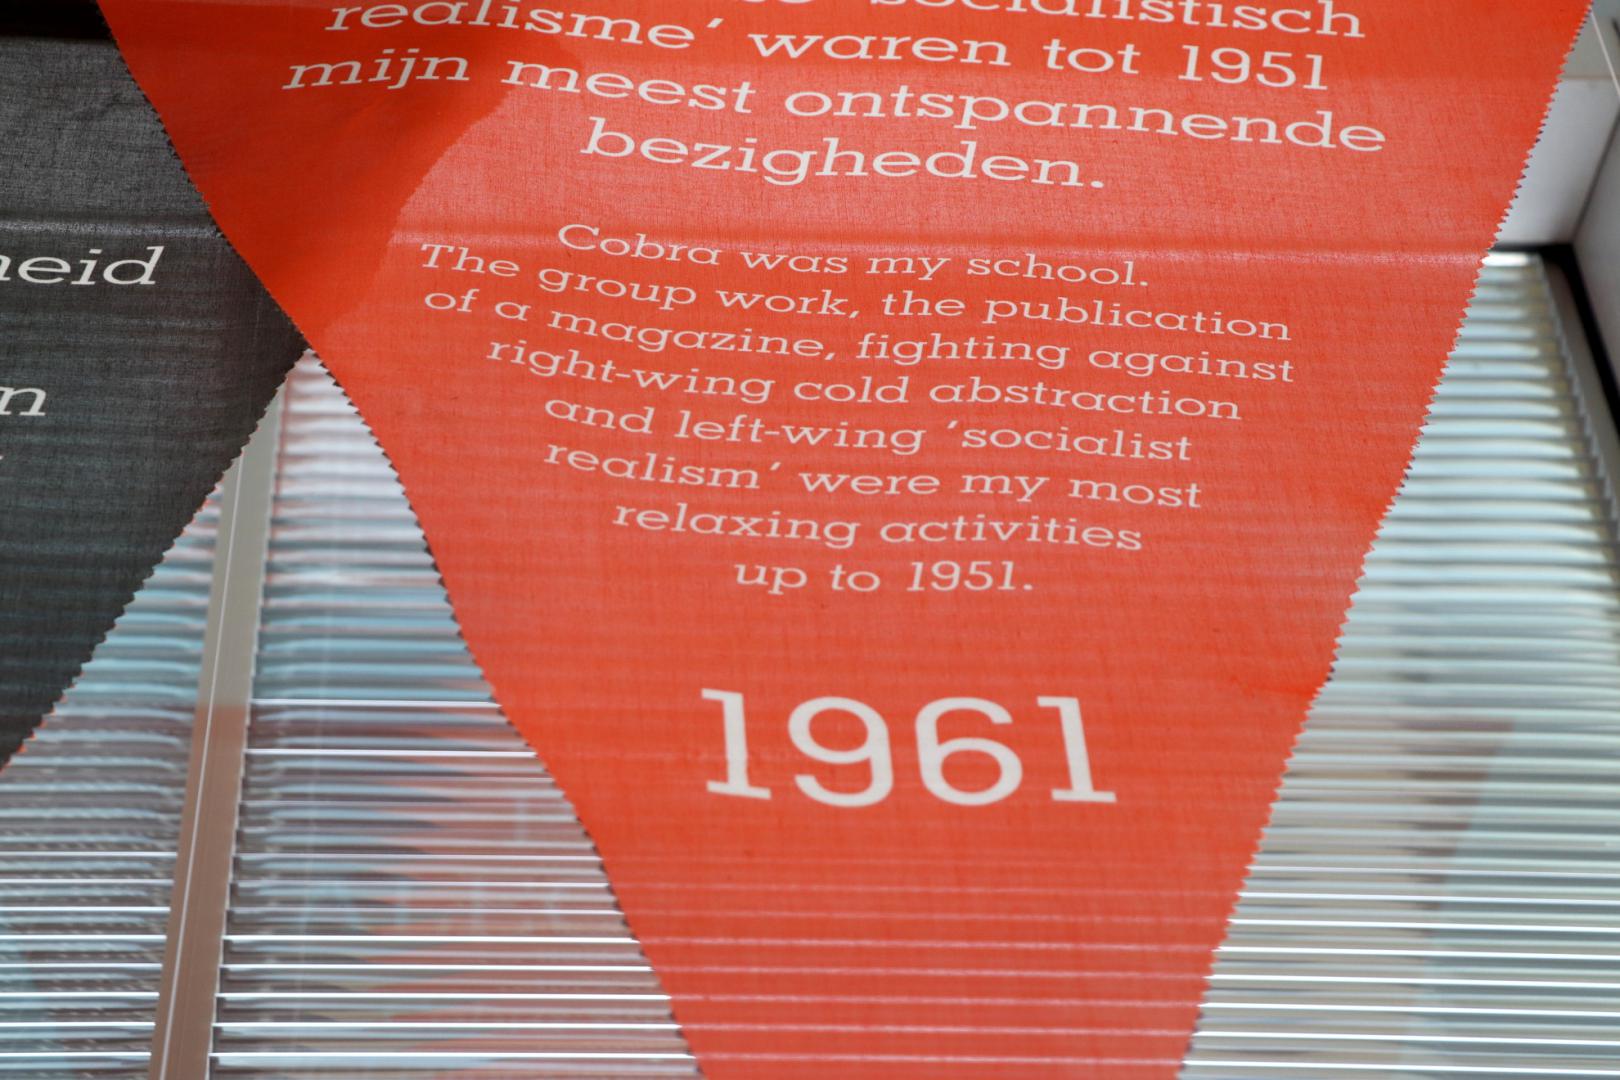 socialistisch
realisme' waren tot 1951
mijn meest ontspannende
bezigheden.
Cobra was my school.
The group work, the publication
of a magazine, fighting against
right-wing cold abstraction
and left-wing 'socialist
realism' were my most
relaxing activities
up to 1951.
1961